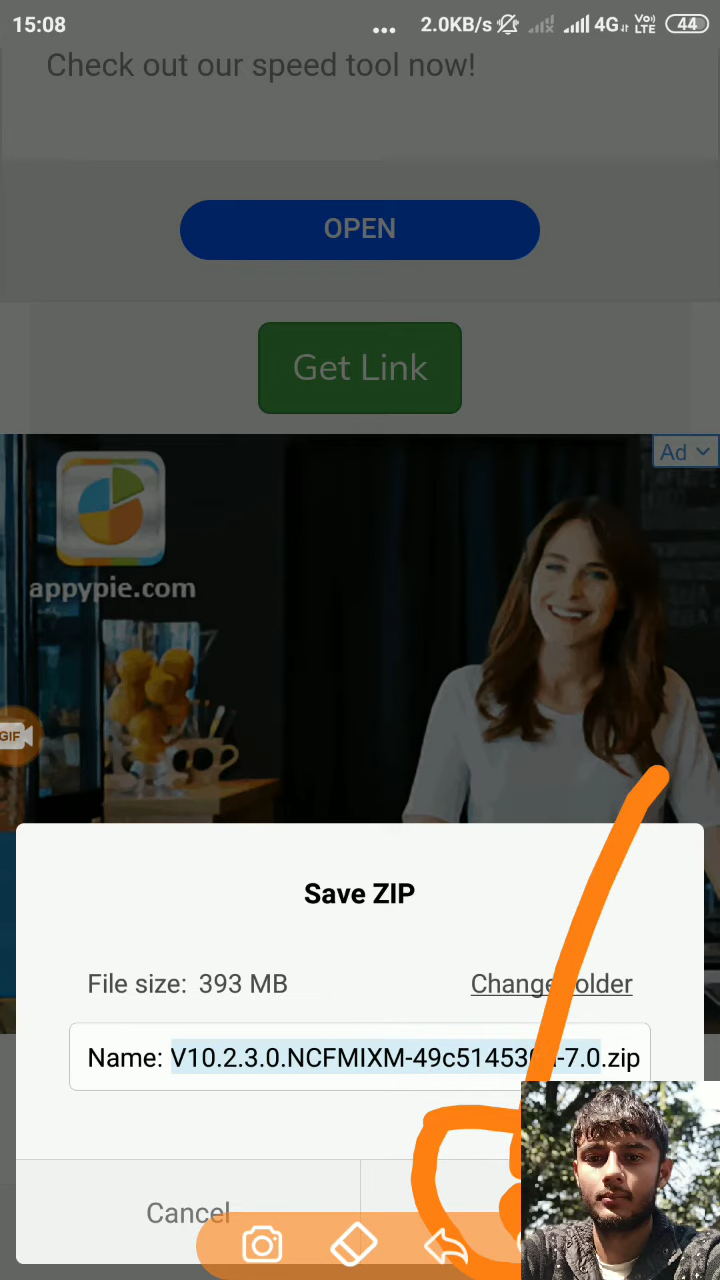 15:08 ... 2.0KB/s 4G Vo) LTE 44
Check out our speed tool now!
OPEN
Get Link
Ad
appypie.com
GIF
Save ZIP
File size: 393 MB
Change folder
Name: V10.2.3.0.NCFMIXM-49c51453 -7.0.zip
Cancel